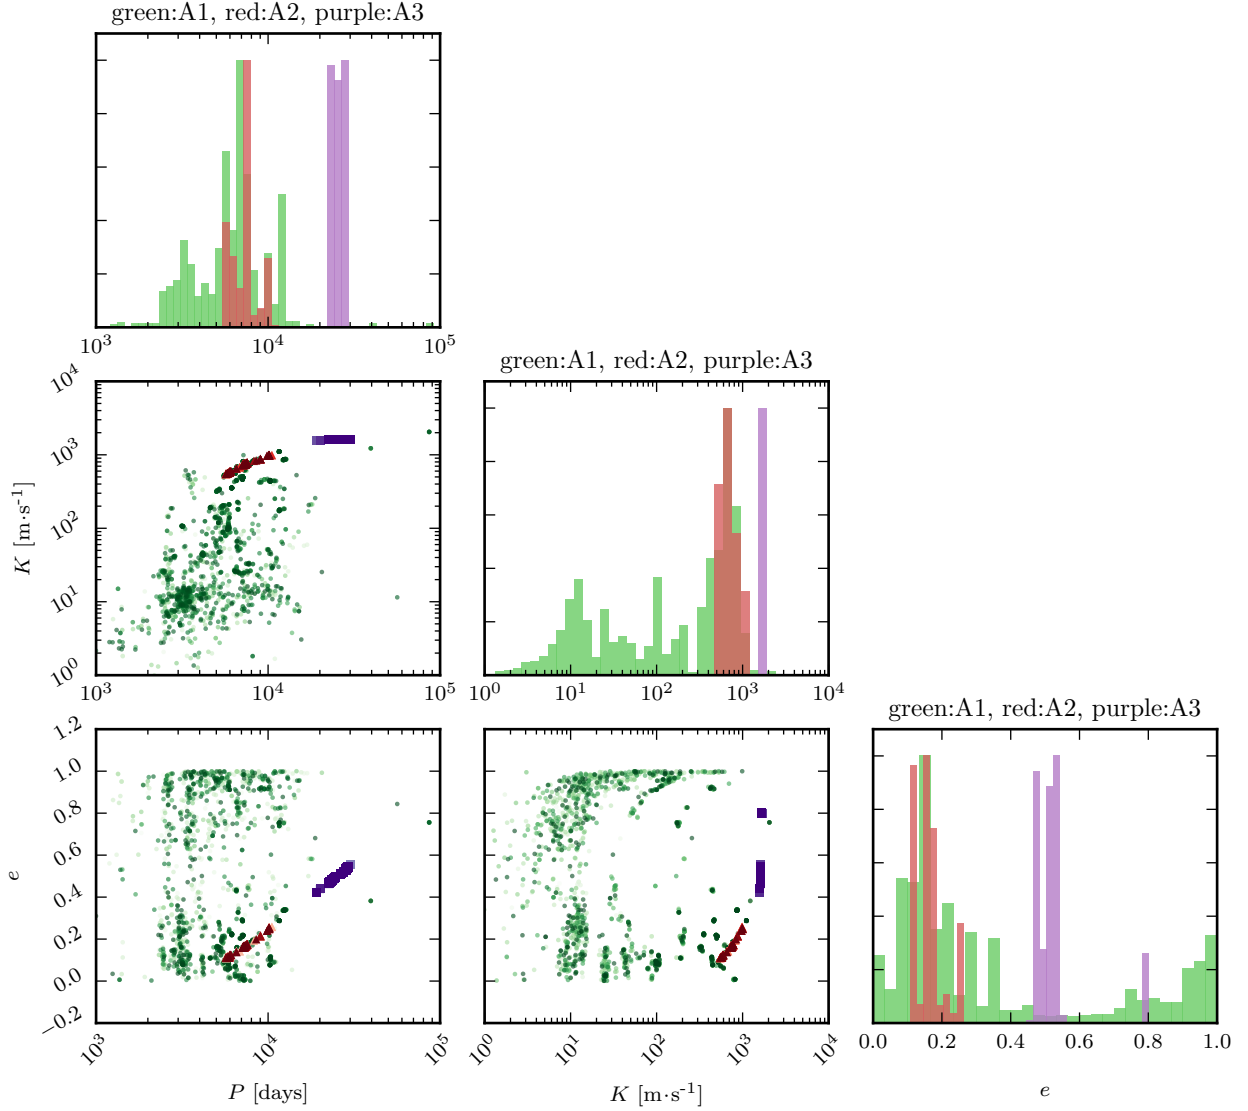 green:A1, red:A2, purple:A3
10³ 10⁴ 10⁵
green:A1, red:A2, purple:A3
10⁴
10³
10²
10¹
10⁰
K [m·s⁻¹]
10³ 10⁴ 10⁵
10⁰ 10¹ 10² 10³ 10⁴
green:A1, red:A2, purple:A3
1.2
1.0
0.8
0.6
0.4
0.2
0.0
−0.2
e
10³ 10⁴ 10⁵
P [days]
10⁰ 10¹ 10² 10³ 10⁴
K [m·s⁻¹]
0.0 0.2 0.4 0.6 0.8 1.0
e